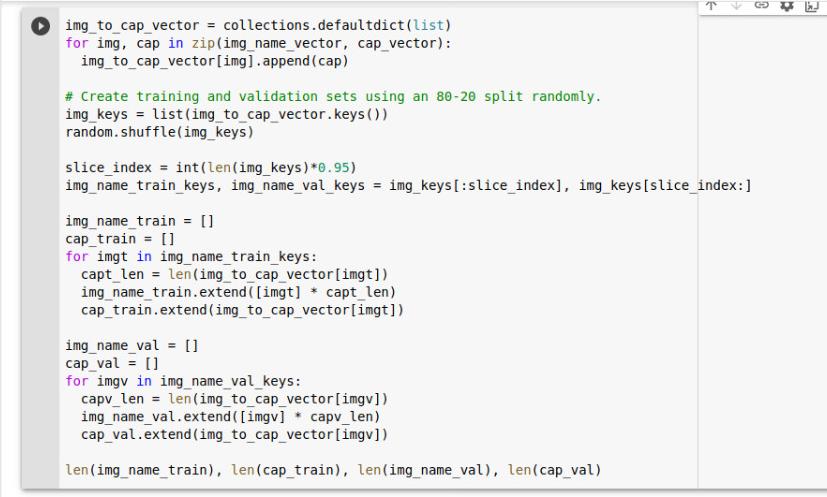 img_to_cap_vector = collections.defaultdict(list)
for img, cap in zip(img_name_vector, cap_vector):
  img_to_cap_vector[img].append(cap)

# Create training and validation sets using an 80-20 split randomly.
img_keys = list(img_to_cap_vector.keys())
random.shuffle(img_keys)

slice_index = int(len(img_keys)*0.95)
img_name_train_keys, img_name_val_keys = img_keys[:slice_index], img_keys[slice_index:]

img_name_train = []
cap_train = []
for imgt in img_name_train_keys:
  capt_len = len(img_to_cap_vector[imgt])
  img_name_train.extend([imgt] * capt_len)
  cap_train.extend(img_to_cap_vector[imgt])

img_name_val = []
cap_val = []
for imgv in img_name_val_keys:
  capv_len = len(img_to_cap_vector[imgv])
  img_name_val.extend([imgv] * capv_len)
  cap_val.extend(img_to_cap_vector[imgv])

len(img_name_train), len(cap_train), len(img_name_val), len(cap_val)